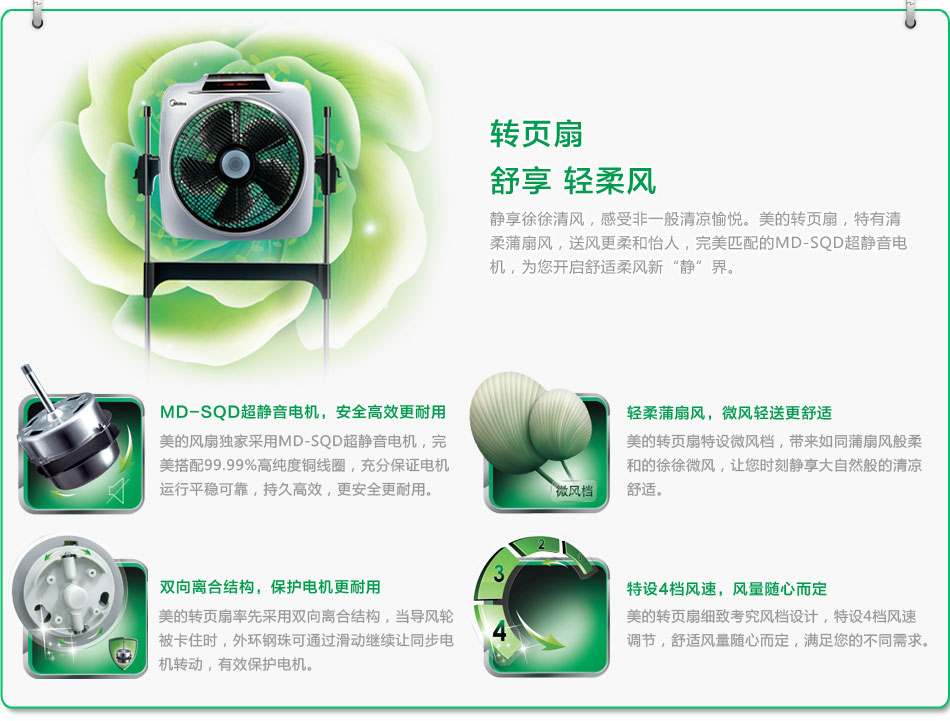 Midea
转页扇
舒享 轻柔风
静享徐徐清风，感受非一般清凉愉悦。美的转页扇，特有清
柔蒲扇风，送风更柔和怡人，完美匹配的MD-SQD超静音电
机，为您开启舒适柔风新“静”界。
MD-SQD超静音电机，安全高效更耐用
美的风扇独家采用MD-SQD超静音电机，完
美搭配99.99%高纯度铜线圈，充分保证电机
运行平稳可靠，持久高效，更安全更耐用。
轻柔蒲扇风，微风轻送更舒适
美的转页扇特设微风档，带来如同蒲扇风般柔
和的徐徐微风，让您时刻静享大自然般的清凉
舒适。
微风档
双向离合结构，保护电机更耐用
美的转页扇率先采用双向离合结构，当导风轮
被卡住时，外环钢珠可通过滑动继续让同步电
机转动，有效保护电机。
1
2
3
4
特设4档风速，风量随心而定
美的转页扇细致考究风档设计，特设4档风速
调节，舒适风量随心而定，满足您的不同需求。